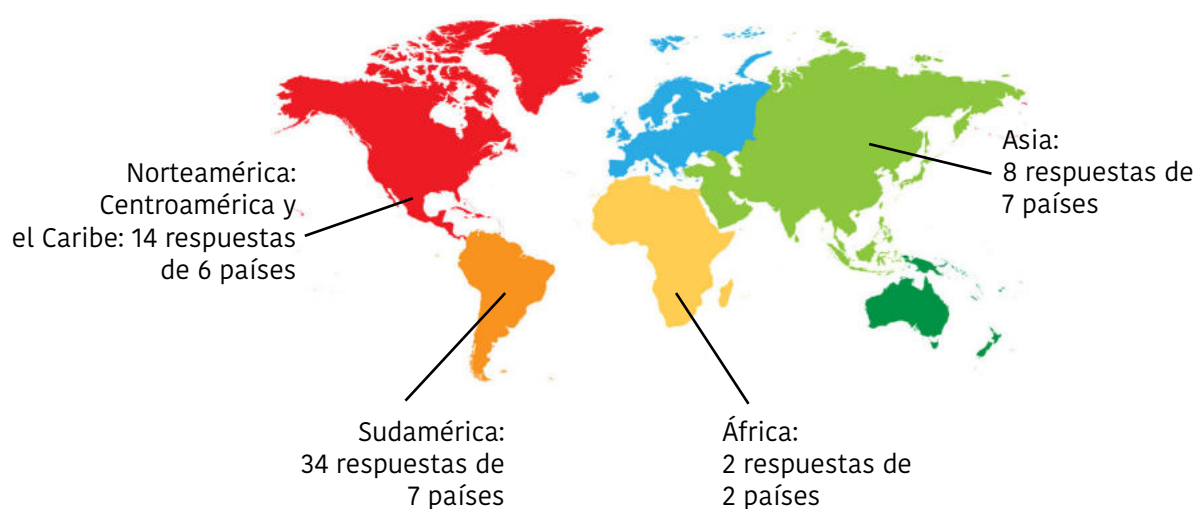 Norteamérica:
Centroamérica y
el Caribe: 14 respuestas
de 6 países
Asia:
8 respuestas de
7 países
Sudamérica:
34 respuestas de
7 países
África:
2 respuestas de
2 países